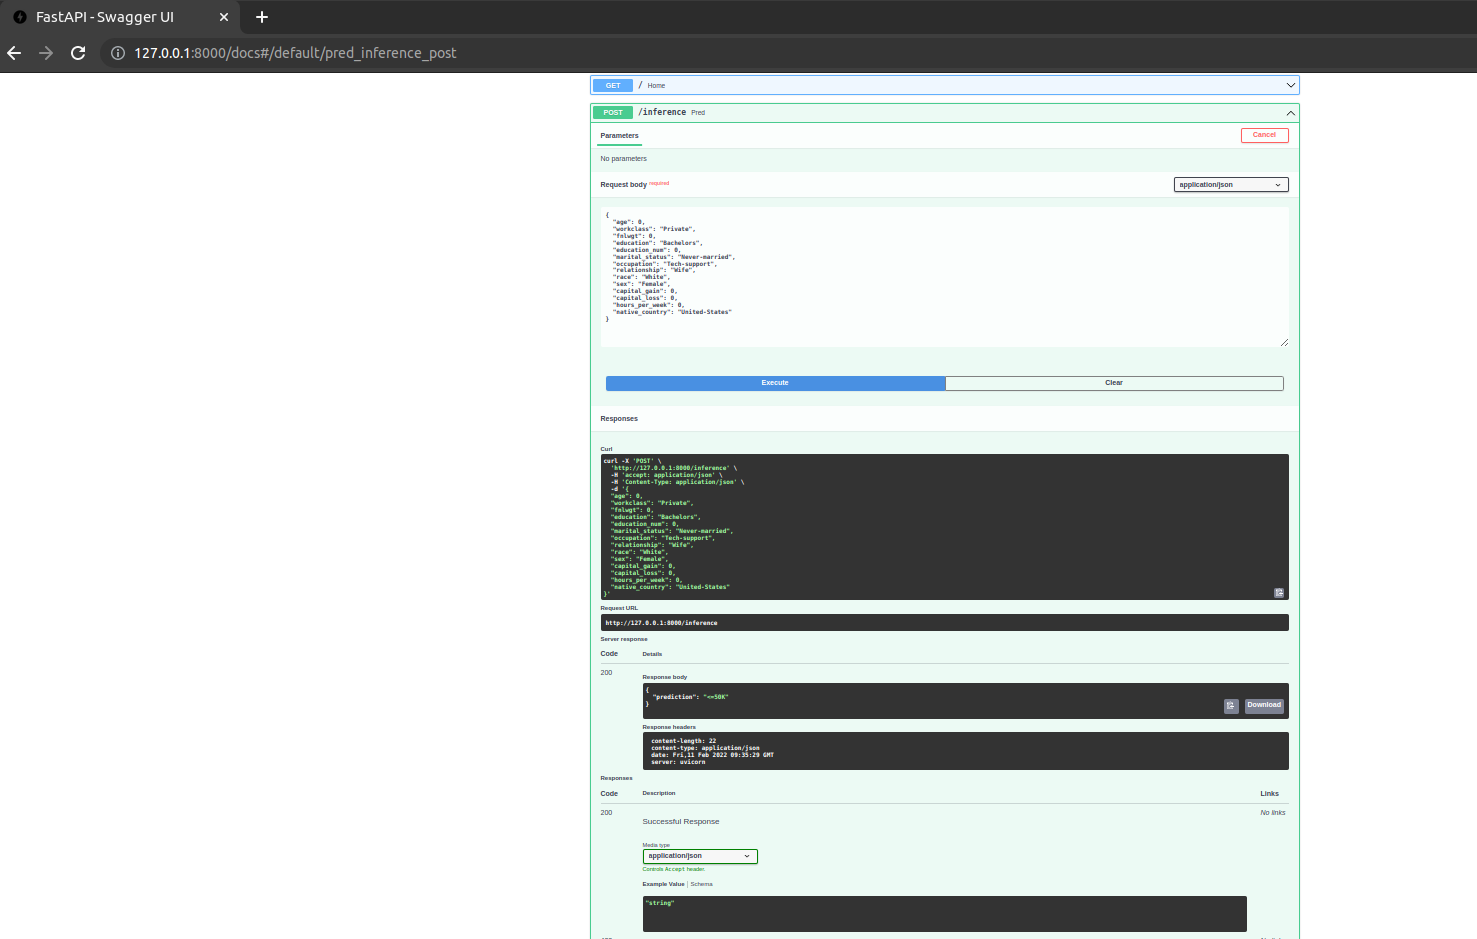 FastAPI - Swagger UI
127.0.0.1:8000/docs#/default/pred_inference_post
GET / Home
POST /inference Pred
Parameters
Cancel
No parameters
Request body required
application/json
{
"age": 0,
"workclass": "Private",
"fnlwgt": 0,
"education": "Bachelors",
"education_num": 0,
"marital_status": "Never-married",
"occupation": "Tech-support",
"relationship": "Wife",
"race": "White",
"sex": "Female",
"capital_gain": 0,
"capital_loss": 0,
"hours_per_week": 0,
"native_country": "United-States"
}
Execute
Clear
Responses
Curl
curl -X 'POST' \
'http://127.0.0.1:8000/inference' \
-H 'accept: application/json' \
-H 'Content-Type: application/json' \
-d '{
"age": 0,
"workclass": "Private",
"fnlwgt": 0,
"education": "Bachelors",
"education_num": 0,
"marital_status": "Never-married",
"occupation": "Tech-support",
"relationship": "Wife",
"race": "White",
"sex": "Female",
"capital_gain": 0,
"capital_loss": 0,
"hours_per_week": 0,
"native_country": "United-States"
}'
Request URL
http://127.0.0.1:8000/inference
Server response
Code Details
200
Response body
{
"prediction": "<=50K"
}
Download
Response headers
content-length: 22
content-type: application/json
date: Fri,11 Feb 2022 09:35:29 GMT
server: uvicorn
Responses
Code Description Links
200 No links
Successful Response
Media type
application/json
Controls Accept header.
Example Value | Schema
"string"